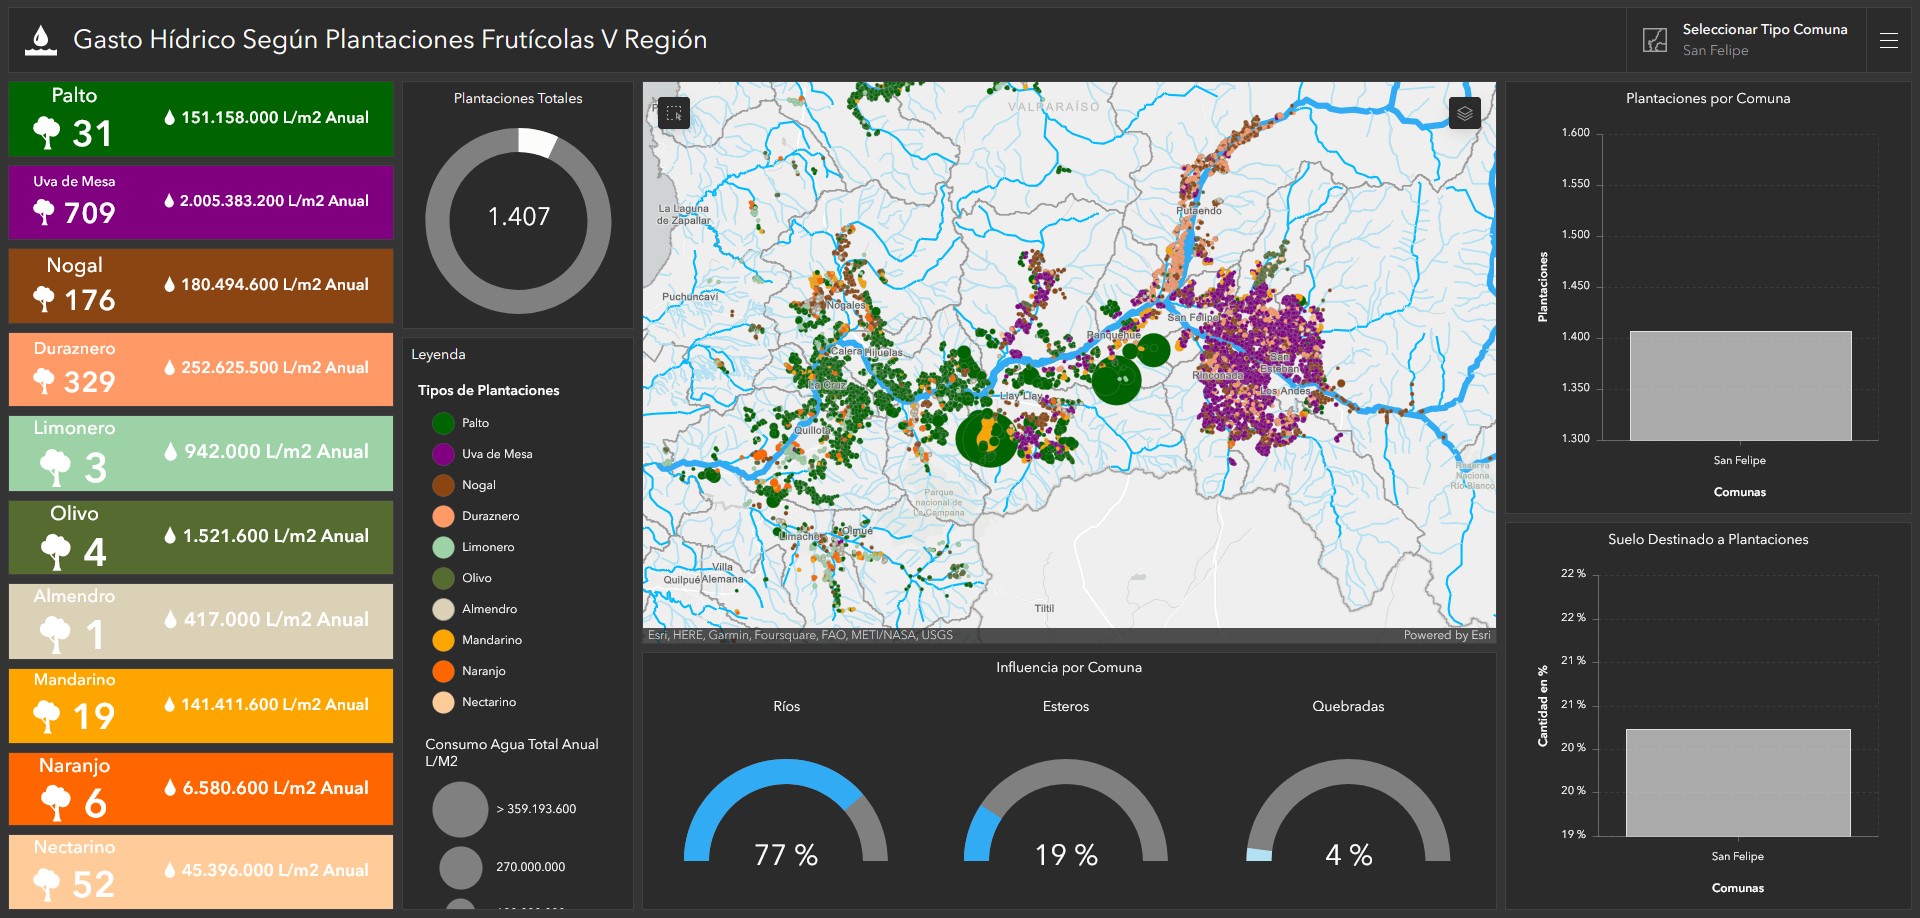 Gasto Hídrico Según Plantaciones Frutícolas V Región
Seleccionar Tipo Comuna
San Felipe
Palto
31
151.158.000 L/m2 Anual
Uva de Mesa
709
2.005.383.200 L/m2 Anual
Nogal
176
180.494.600 L/m2 Anual
Duraznero
329
252.625.500 L/m2 Anual
Limonero
3
942.000 L/m2 Anual
Olivo
4
1.521.600 L/m2 Anual
Almendro
1
417.000 L/m2 Anual
Mandarino
19
141.411.600 L/m2 Anual
Naranjo
6
6.580.600 L/m2 Anual
Nectarino
52
45.396.000 L/m2 Anual
Plantaciones Totales
1.407
Leyenda
Tipos de Plantaciones
Palto
Uva de Mesa
Nogal
Duraznero
Limonero
Olivo
Almendro
Mandarino
Naranjo
Nectarino
Consumo Agua Total Anual
L/M2
> 359.193.600
270.000.000
VALPARAÍSO
La Laguna
de Zapallar
Putaendo
Puchuncaví
Nogales
San Felipe
Panquehue
Calera
Hijuelas
San
Esteban
Rinconada
La Cruz
Los Andes
Llay Llay
Quillota
Reserva
Naciona
Río Blanco
Parque
nacional de
La Campana
Limache
Olmué
Villa
Alemana
Quilpué
Tiltil
Esri, HERE, Garmin, Foursquare, FAO, METI/NASA, USGS
Powered by Esri
Influencia por Comuna
Ríos
Esteros
Quebradas
77 %
19 %
4 %
Plantaciones por Comuna
1.600
1.550
1.500
1.450
1.400
1.350
1.300
Plantaciones
San Felipe
Comunas
Suelo Destinado a Plantaciones
22 %
22 %
21 %
21 %
20 %
20 %
19 %
Cantidad en %
San Felipe
Comunas